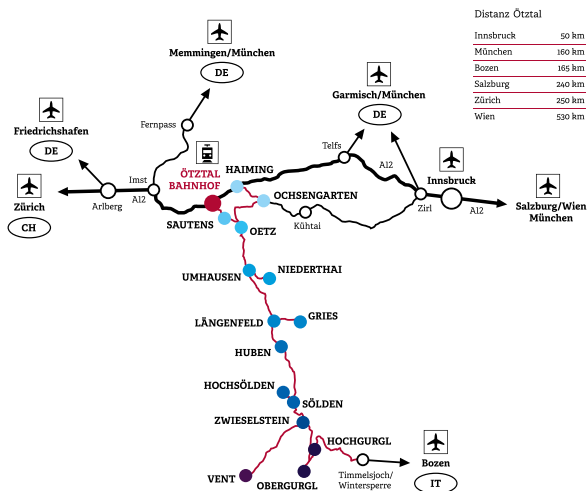 Distanz Ötztal
Innsbruck 50 km
München 160 km
Bozen 165 km
Salzburg 240 km
Zürich 250 km
Wien 530 km
Memmingen/München
DE
Garmisch/München
DE
Fernpass
Friedrichshafen
DE
Telfs
A12
HAIMING
ÖTZTAL
BAHNHOF
Imst
A12
Innsbruck
Zürich
CH
Arlberg
OCHSENGARTEN
Zirl
A12
Salzburg/Wien
München
SAUTENS
OETZ
Kühtai
UMHAUSEN
NIEDERTHAI
LÄNGENFELD
GRIES
HUBEN
HOCHSÖLDEN
SÖLDEN
ZWIESELSTEIN
HOCHGURGL
VENT
OBERGURGL
Timmelsjoch/
Wintersperre
Bozen
IT